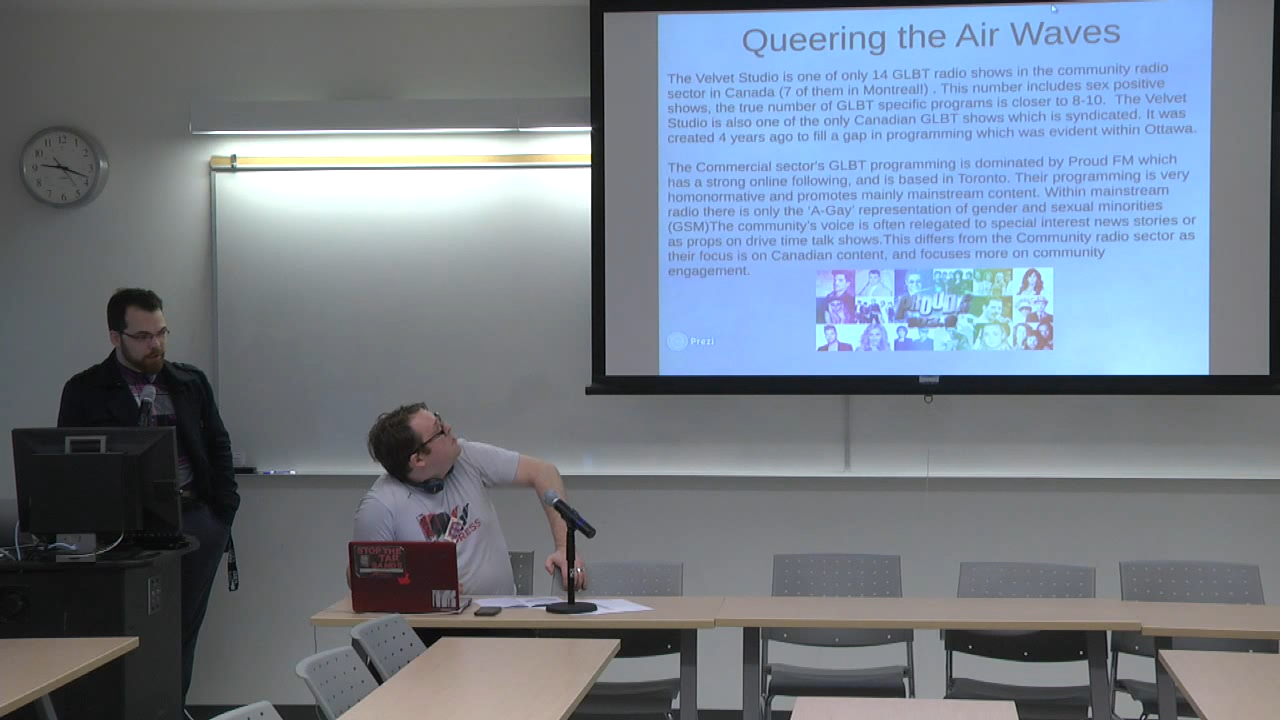 Queering the Air Waves
The Velvet Studio is one of only 14 GLBT radio shows in the community radio
sector in Canada (7 of them in Montreal!) . This number includes sex positive
shows, the true number of GLBT specific programs is closer to 8-10. The Velvet
Studio is also one of the only Canadian GLBT shows which is syndicated. It was
created 4 years ago to fill a gap in programming which was evident within Ottawa.
The Commercial sector's GLBT programming is dominated by Proud FM which
has a strong online following, and is based in Toronto. Their programming is very
homonormative and promotes mainly mainstream content. Within mainstream
radio there is only the 'A-Gay' representation of gender and sexual minorities
(GSM)The community's voice is often relegated to special interest news stories or
as props on drive time talk shows.This differs from the Community radio sector as
their focus is on Canadian content, and focuses more on community
engagement.
Prezi
STOP THE
TAR
SANDS